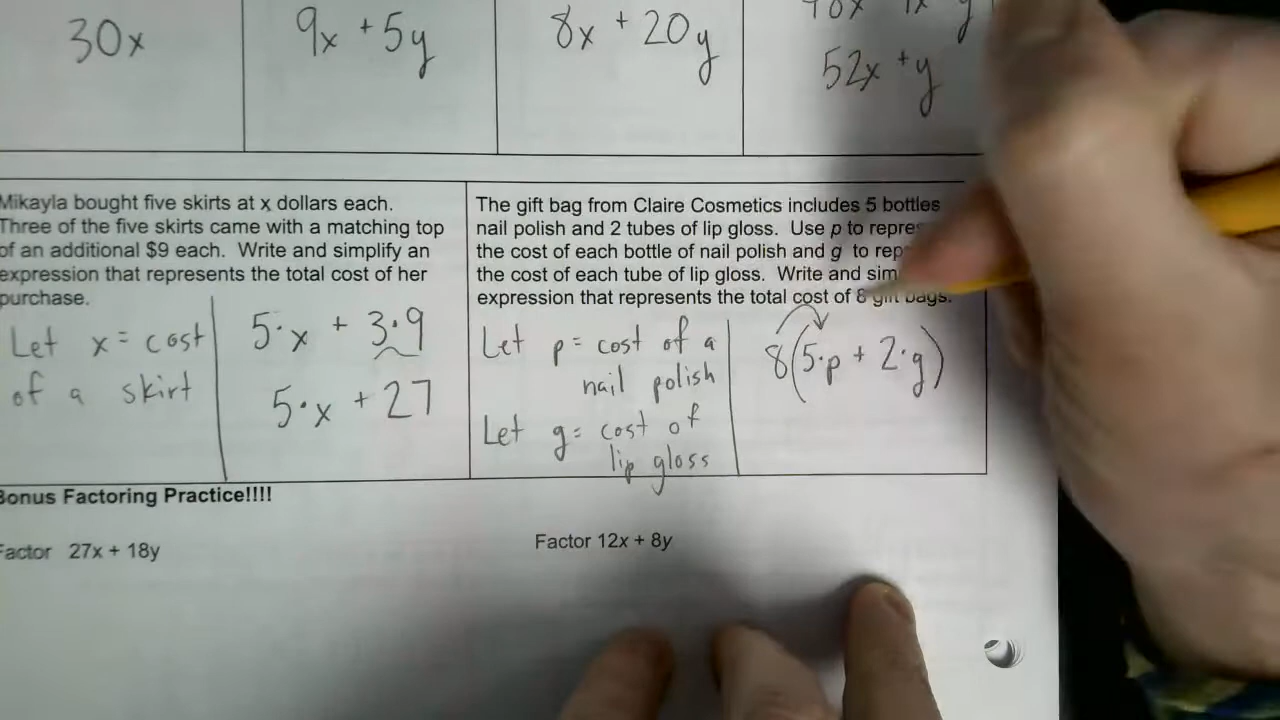 30x
9x + 5y
8x + 20y
52x + y
Mikayla bought five skirts at x dollars each.
Three of the five skirts came with a matching top
of an additional $9 each. Write and simplify an
expression that represents the total cost of her
purchase.
Let x = cost
of a skirt
5·x + 3·9
5·x + 27
The gift bag from Claire Cosmetics includes 5 bottles
nail polish and 2 tubes of lip gloss. Use p to
the cost of each bottle of nail polish and g to
the cost of each tube of lip gloss. Write and
expression that represents the total cost of 8 gift bags.
Let p = cost of a
nail polish
Let g = cost of
lip gloss
8(5·p + 2·g)
Bonus Factoring Practice!!!!
Factor 27x + 18y
Factor 12x + 8y